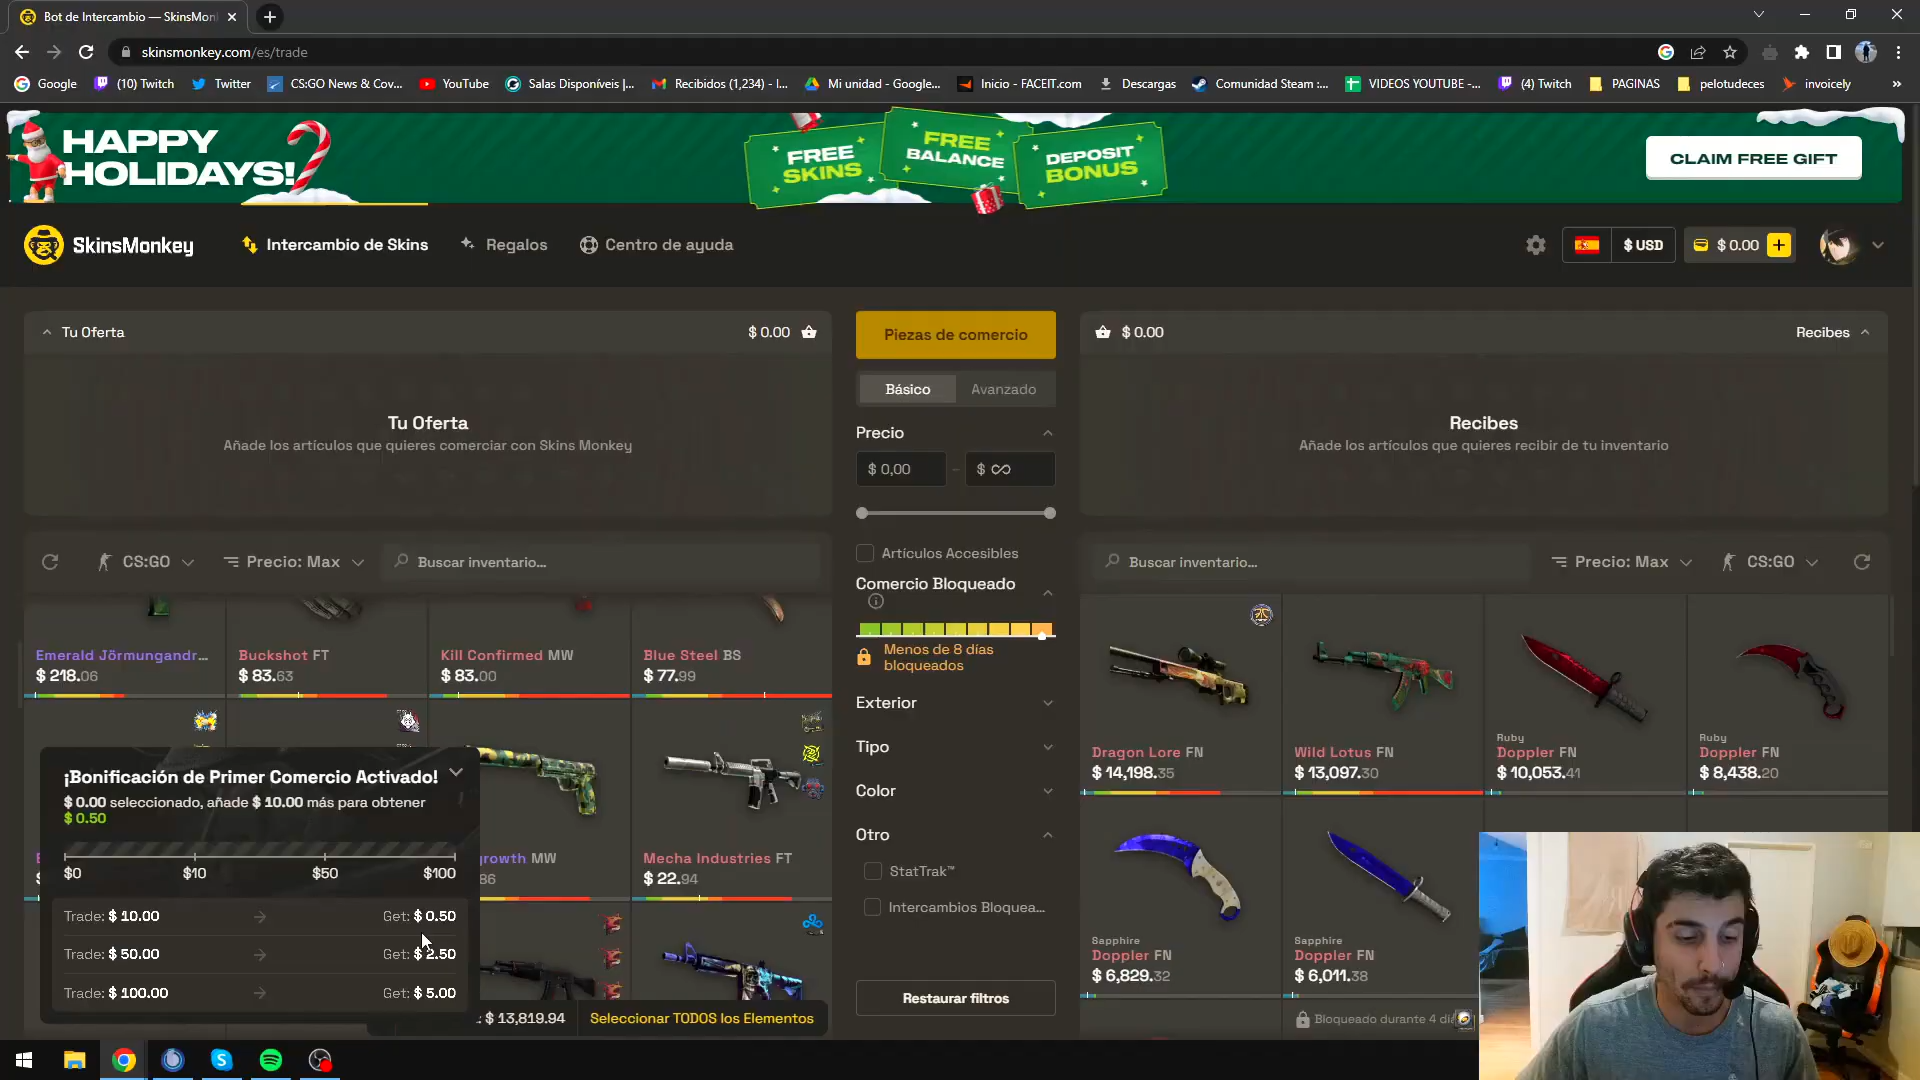 Bot de Intercambio — SkinsMon
skinsmonkey.com/es/trade
Google
(10) Twitch
Twitter
CS:GO News & Cov...
YouTube
Salas Disponíveis |...
Recibidos (1,234) - l...
Mi unidad - Google...
Inicio - FACEIT.com
Descargas
Comunidad Steam :...
VIDEOS YOUTUBE -...
(4) Twitch
PAGINAS
pelotudeces
invoicely
»
HAPPY
HOLIDAYS!
FREE
SKINS
FREE
BALANCE
DEPOSIT
BONUS
CLAIM FREE GIFT
SkinsMonkey
Intercambio de Skins
Regalos
Centro de ayuda
$ USD
$ 0.00
+
Tu Oferta
$ 0.00
Tu Oferta
Añade los artículos que quieres comerciar con Skins Monkey
Piezas de comercio
Básico
Avanzado
Precio
$ 0,00
–
$ ∞
Artículos Accesibles
Comercio Bloqueado
Menos de 8 días
bloqueados
Exterior
Tipo
Color
Otro
StatTrak™
Intercambios Bloquea...
Restaurar filtros
$ 0.00
Recibes
Recibes
Añade los artículos que quieres recibir de tu inventario
CS:GO
Precio: Max
Buscar inventario...
Emerald Jörmungandr...
$ 218.06
Buckshot FT
$ 83.63
Kill Confirmed MW
$ 83.00
Blue Steel BS
$ 77.99
growth MW
86
Mecha Industries FT
$ 22.94
¡Bonificación de Primer Comercio Activado!
$ 0.00 seleccionado, añade $ 10.00 más para obtener
$ 0.50
$0
$10
$50
$100
Trade: $ 10.00
Get: $ 0.50
Trade: $ 50.00
Get: $ 2.50
Trade: $ 100.00
Get: $ 5.00
: $ 13,819.94
Seleccionar TODOS los Elementos
Buscar inventario...
Precio: Max
CS:GO
Dragon Lore FN
$ 14,198.35
Wild Lotus FN
$ 13,097.30
Ruby
Doppler FN
$ 10,053.41
Ruby
Doppler FN
$ 8,438.20
Sapphire
Doppler FN
$ 6,829.32
Sapphire
Doppler FN
$ 6,011.38
Bloqueado durante 4 dí